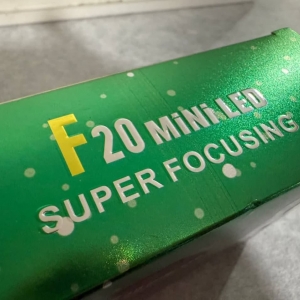 F20 MiNi LED
SUPER FOCUSING